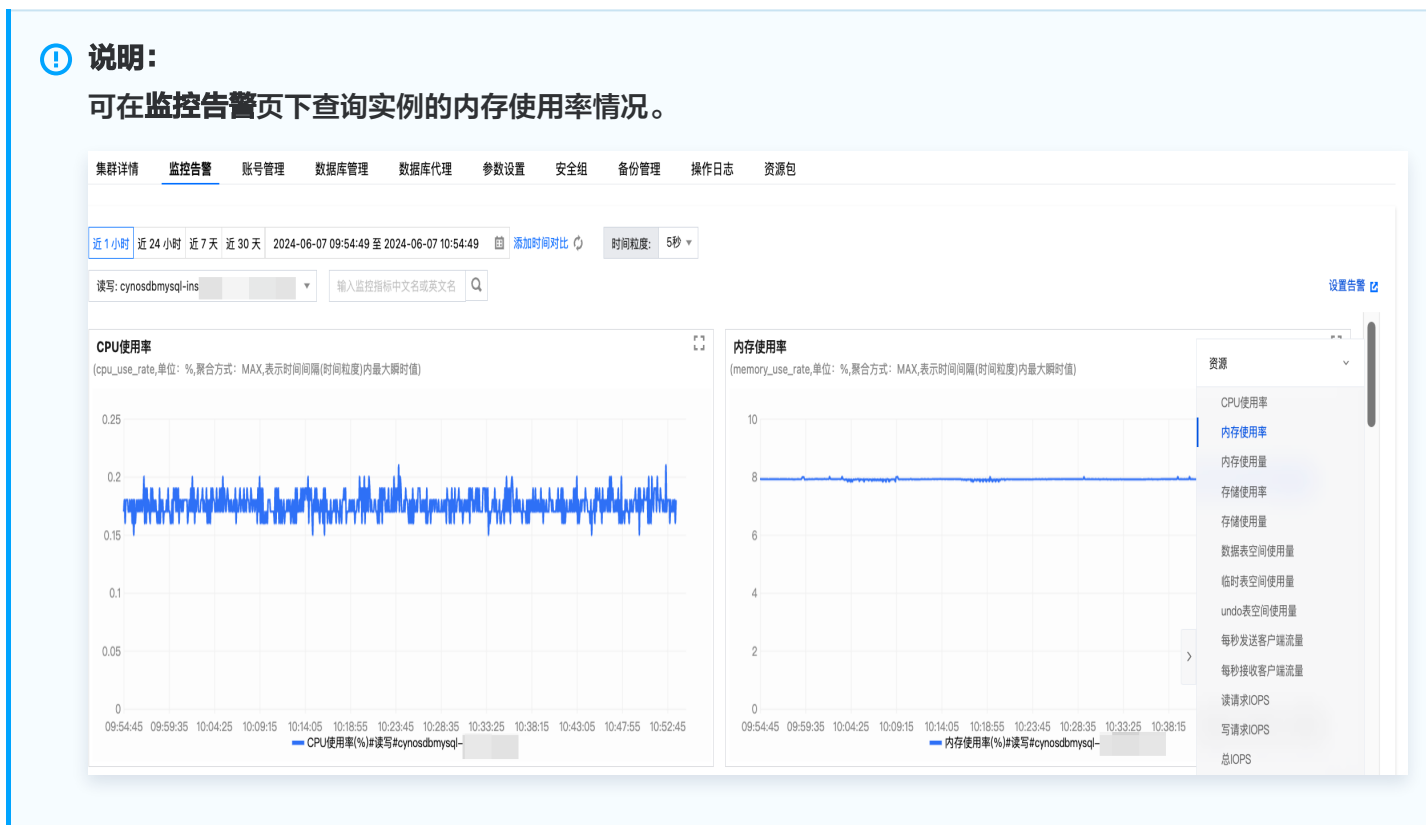 说明：
可在监控告警页下查询实例的内存使用率情况。
集群详情 监控告警 账号管理 数据库管理 数据库代理 参数设置 安全组 备份管理 操作日志 资源包
近 1 小时 近 24 小时 近 7 天 近 30 天 2024-06-07 09:54:49 至 2024-06-07 10:54:49 添加时间对比 时间粒度: 5秒
读写: cynosdbmysql-ins 输入监控指标中文名或英文名 设置告警
CPU使用率
(cpu_use_rate,单位：%,聚合方式：MAX,表示时间间隔(时间粒度)内最大瞬时值)
0.25
0.2
0.15
0.1
0.05
0
09:54:45 09:59:35 10:04:25 10:09:15 10:14:05 10:18:55 10:23:45 10:28:35 10:33:25 10:38:15 10:43:05 10:47:55 10:52:45
CPU使用率(%)#读写#cynosdbmysql-
内存使用率
(memory_use_rate,单位：%,聚合方式：MAX,表示时间间隔(时间粒度)内最大瞬时值)
10
8
6
4
2
0
09:54:45 09:59:35 10:04:25 10:09:15 10:14:05 10:18:55 10:23:45 10:28:35 10:33:25 10:38:15
内存使用率(%)#读写#cynosdbmysql-
资源
CPU使用率
内存使用率
内存使用量
存储使用率
存储使用量
数据表空间使用量
临时表空间使用量
undo表空间使用量
每秒发送客户端流量
每秒接收客户端流量
读请求IOPS
写请求IOPS
总IOPS